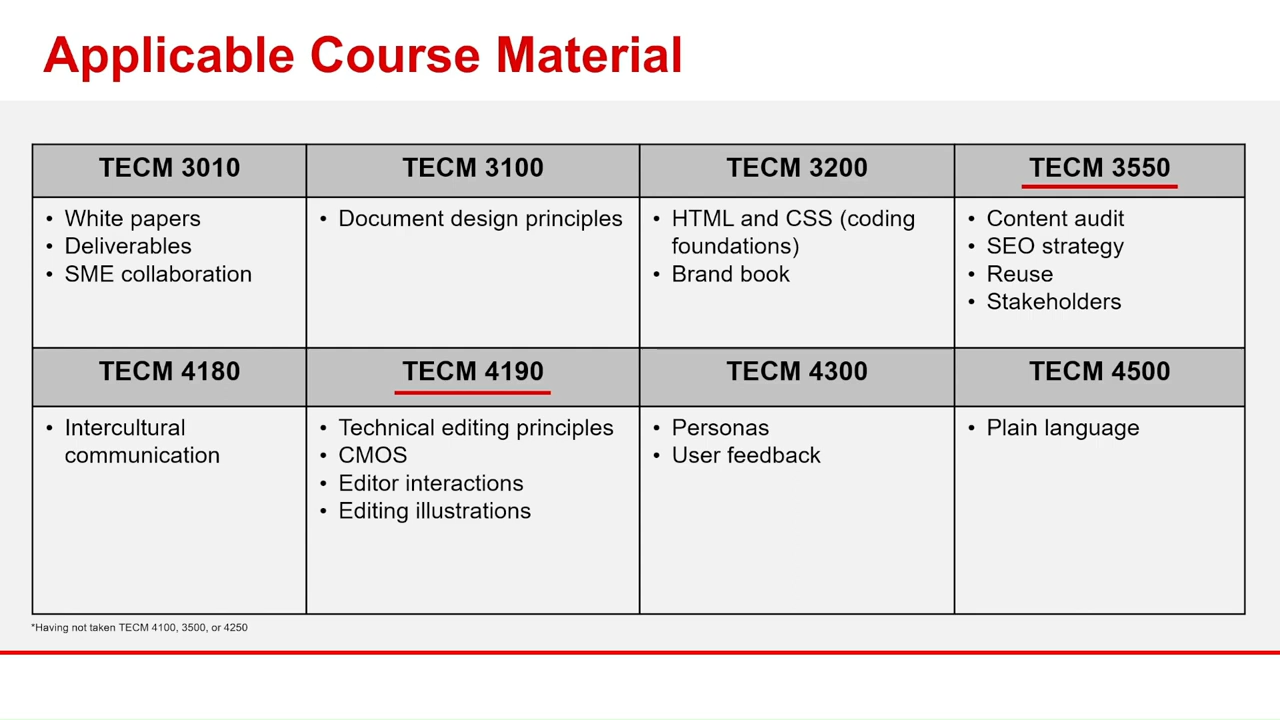 Applicable Course Material
TECM 3010
TECM 3100
TECM 3200
TECM 3550
• White papers
• Deliverables
• SME collaboration
• Document design principles
• HTML and CSS (coding
foundations)
• Brand book
• Content audit
• SEO strategy
• Reuse
• Stakeholders
TECM 4180
TECM 4190
TECM 4300
TECM 4500
• Intercultural
communication
• Technical editing principles
• CMOS
• Editor interactions
• Editing illustrations
• Personas
• User feedback
• Plain language
*Having not taken TECM 4100, 3500, or 4250